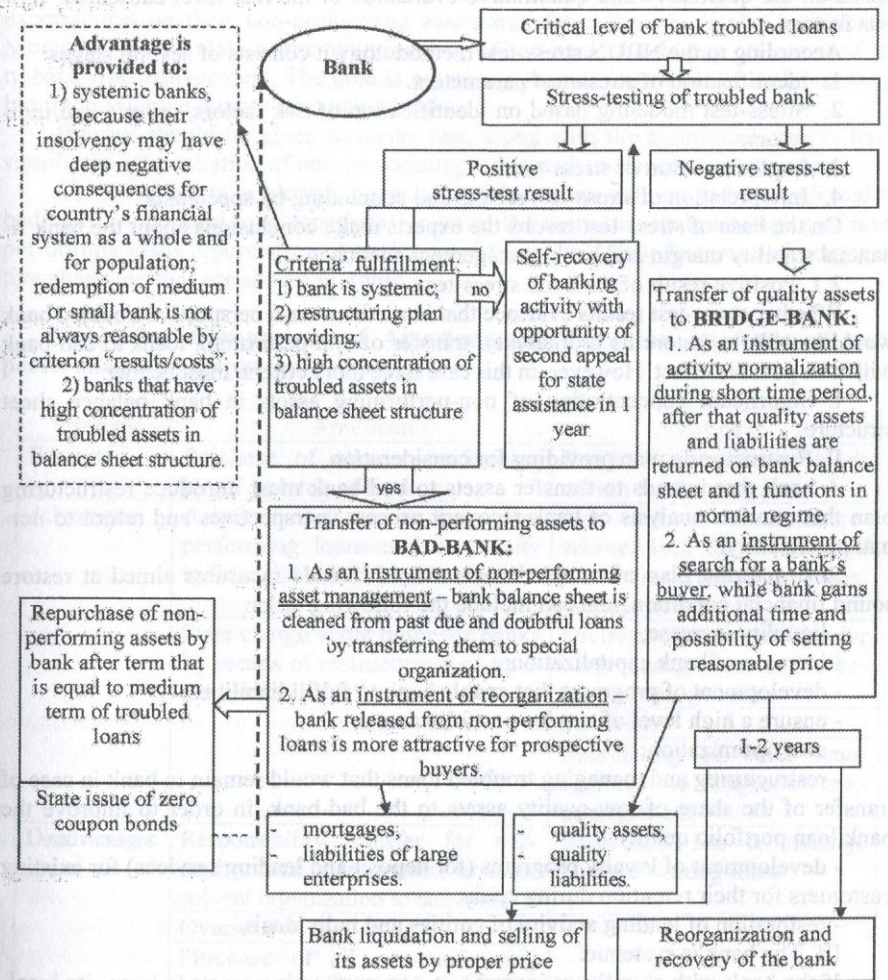 Critical level of bank troubled loans
Stress-testing of troubled bank
Positive
stress-test result
Negative stress-test
result
Bank
Advantage is
provided:
1) systemic banks,
because their
insolvency may have
deep negative
consequences for
country's financial
system as a whole and
for population,
redemption of medium
or small bank is not
always reasonable by
criterion "results/costs".
2) banks that have
high concentration of
troubled assets in
balance sheet structure.
Criteria' fullfillment:
1) bank is systemic,
2) restructuring plan
providing,
3) high concentration of
troubled assets in
balance sheet structure
Self-recovery
of banking
activity with
opportunity of
second appeal
for state
assistance in 1
year
Transfer of quality assets
to BRIDGE-BANK:
1. As an instrument of
activity normalization
during short time period,
after that quality assets
and liabilities are
returned on bank balance
sheet and it functions in
normal regime.
2. As an instrument of
search for a bank's
buyer, while bank gains
additional time and
possibility of setting
reasonable price
yes
Transfer of non-performing assets to
BAD-BANK:
1. As an instrument of non-performing
asset management – bank balance sheet is
cleaned from past due and doubtful loans
by transferring them to special
organization.
2. As an instrument of reorganization –
bank released from non-performing
loans is more attractive for prospective
buyers.
Repurchase of non-
performing assets by
bank after term that
is equal to medium
term of troubled
loans
State issue of zero
coupon bonds
1-2 years
- mortgages;
- liabilities of large
enterprises.
- quality assets;
- quality
liabilities.
Bank liquidation and selling of
its assets by proper price
Reorganization and
recovery of the bank